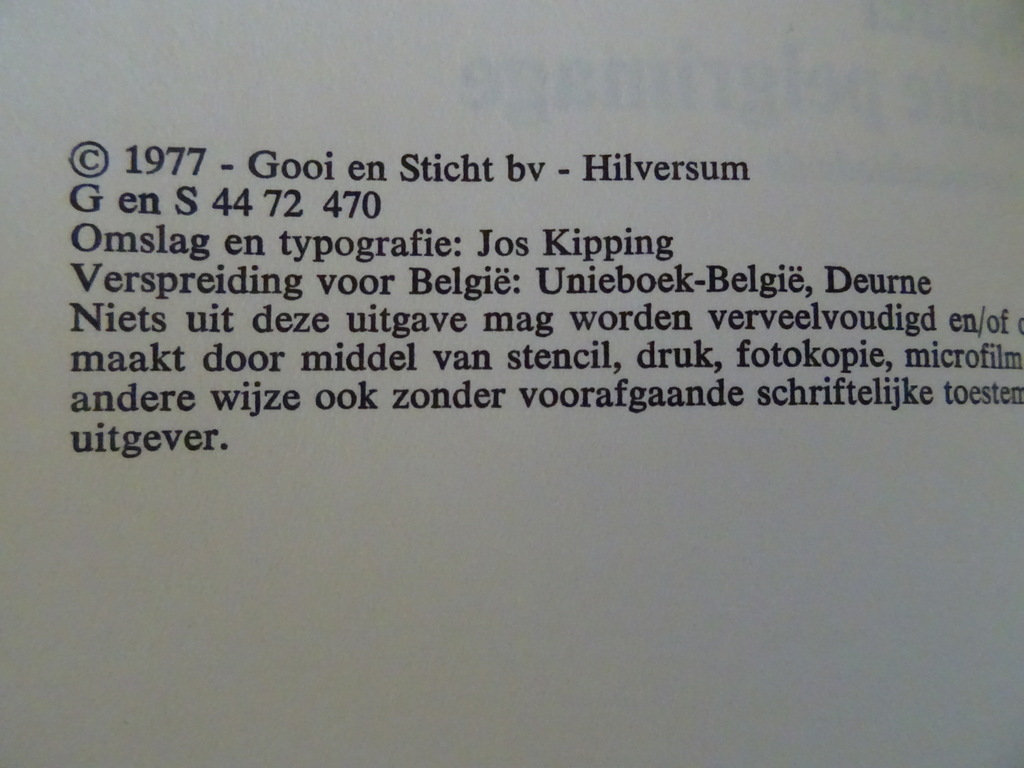 © 1977 - Gooi en Sticht bv - Hilversum
G en S 44 72 470
Omslag en typografie: Jos Kipping
Verspreiding voor België: Unieboek-België, Deurne
Niets uit deze uitgave mag worden verveelvoudigd en/of
maakt door middel van stencil, druk, fotokopie, microfilm
andere wijze ook zonder voorafgaande schriftelijke toestem
uitgever.